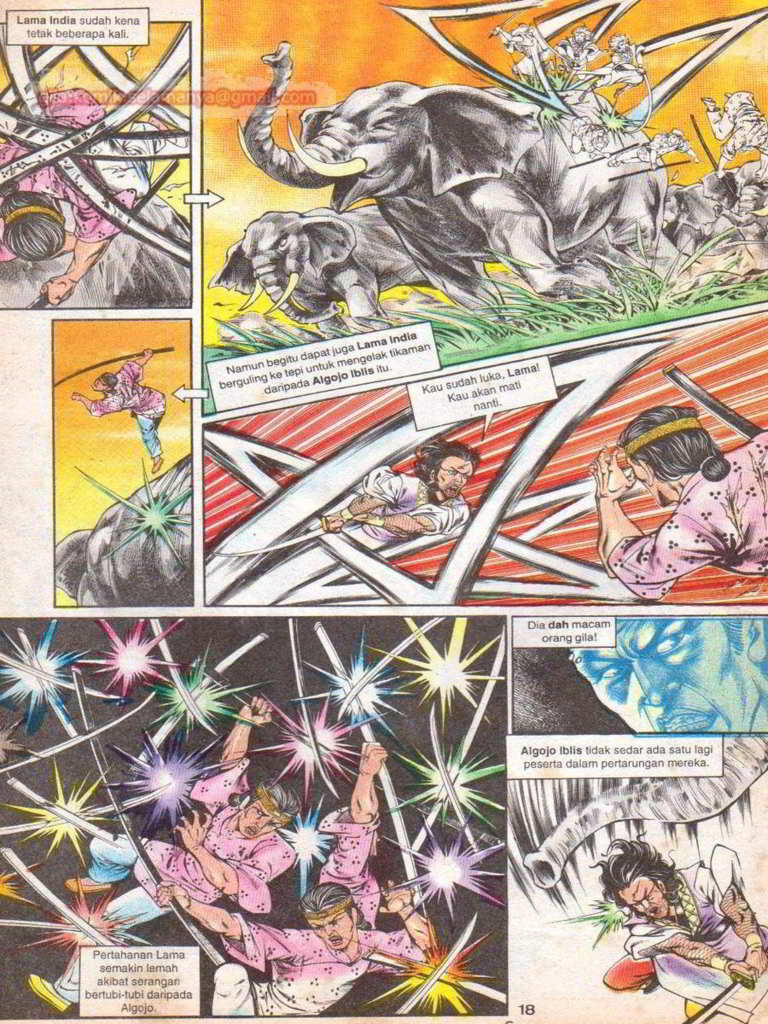 Lama India sudah kena
tetak beberapa kali.
komikselamanya@gmail.com
Namun begitu dapat juga Lama India
berguling ke tepi untuk mengelak tikaman
daripada Algojo Iblis itu.
Kau sudah luka, Lama!
Kau akan mati
nanti.
Dia dah macam
orang gila!
Algojo Iblis tidak sedar ada satu lagi
peserta dalam pertarungan mereka.
Pertahanan Lama
semakin lemah
akibat serangan
bertubi-tubi daripada
Algojo.
18